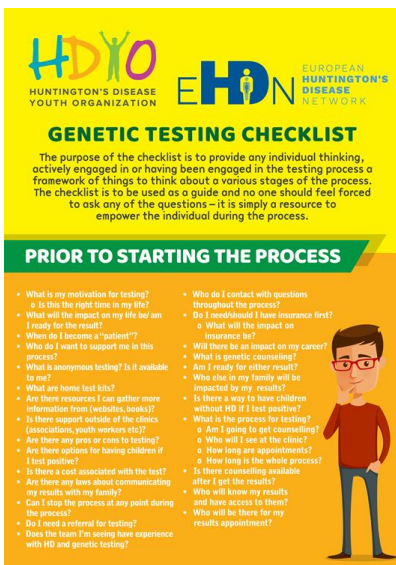 HDYO
HUNTINGTON'S DISEASE
YOUTH ORGANIZATION
EHDN
EUROPEAN
HUNTINGTON'S
DISEASE
NETWORK
GENETIC TESTING CHECKLIST
The purpose of the checklist is to provide any individual thinking,
actively engaged in or having been engaged in the testing process a
framework of things to think about a various stages of the process.
The checklist is to be used as a guide and no one should feel forced
to ask any of the questions – it is simply a resource to
empower the individual during the process.
PRIOR TO STARTING THE PROCESS
• What is my motivation for testing?
o Is this the right time in my life?
• What will the impact on my life be/ am
I ready for the result?
• When do I become a "patient"?
• Who do I want to support me in this
process?
• What is anonymous testing? Is it available
to me?
• What are home test kits?
• Are there resources I can gather more
information from (websites, books)?
• Is there support outside of the clinics
(associations, youth workers etc)?
• Are there any pros or cons to testing?
• Are there options for having children if
I test positive?
• Is there a cost associated with the test?
• Are there any laws about communicating
my results with my family?
• Can I stop the process at any point during
the process?
• Do I need a referral for testing?
• Does the team I'm seeing have experience
with HD and genetic testing?
• Who do I contact with questions
throughout the process?
• Do I need/should I have insurance first?
o What will the impact on
insurance be?
• Will there be an impact on my career?
• What is genetic counseling?
• Am I ready for either result?
• Who else in my family will be
impacted by my results?
• Is there a way to have children
without HD if I test positive?
• What is the process for testing?
o Am I going to get counselling?
o Who will I see at the clinic?
o How long are appointments?
o How long is the whole process?
• Is there counselling available
after I get the results?
• Who will know my results
and have access to them?
• Who will be there for my
results appointment?